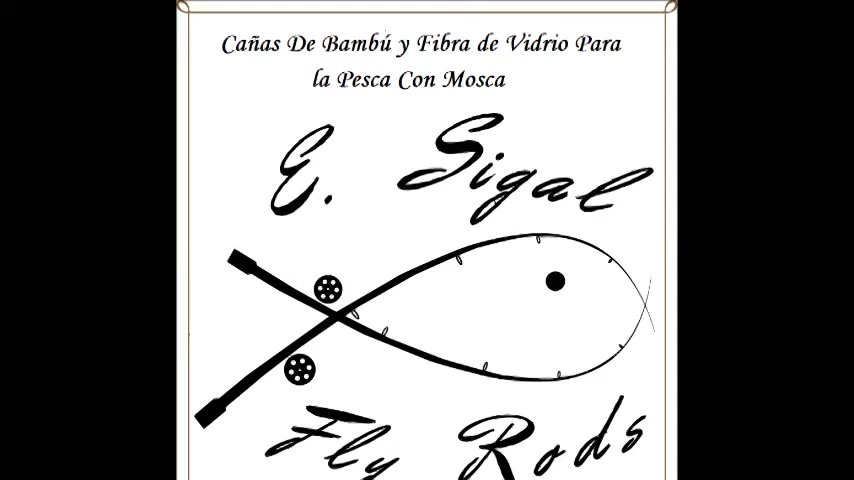 Cañas De Bambú y Fibra de Vidrio Para
la Pesca Con Mosca
E. Sigal
Fly Rods